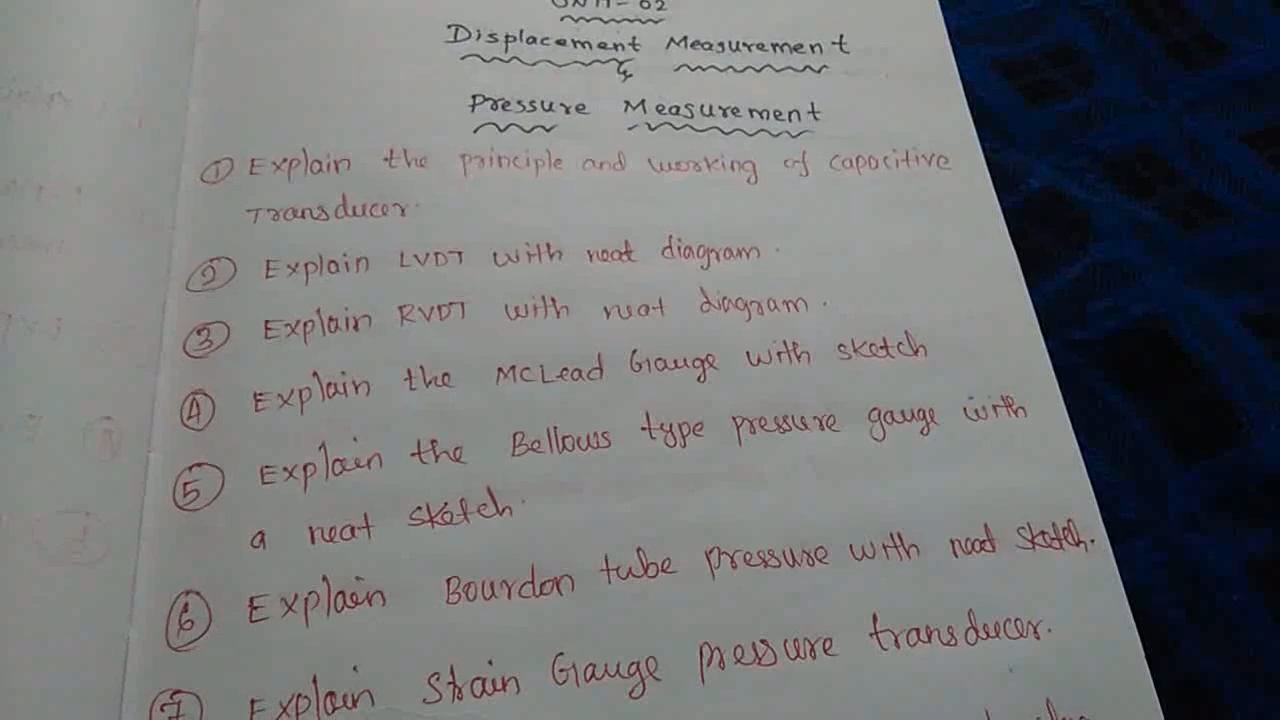 UNIT-02
Displacement Measurement
&
Pressure Measurement
① Explain the principle and working of capacitive
Transducer.
② Explain LVDT with neat diagram.
③ Explain RVDT with neat diagram.
④ Explain the McLead Gauge with sketch
⑤ Explain the Bellows type pressure gauge with
a neat sketch.
⑥ Explain Bourdon tube pressure with neat sketch.
⑦ Explain Strain Gauge pressure transducer.